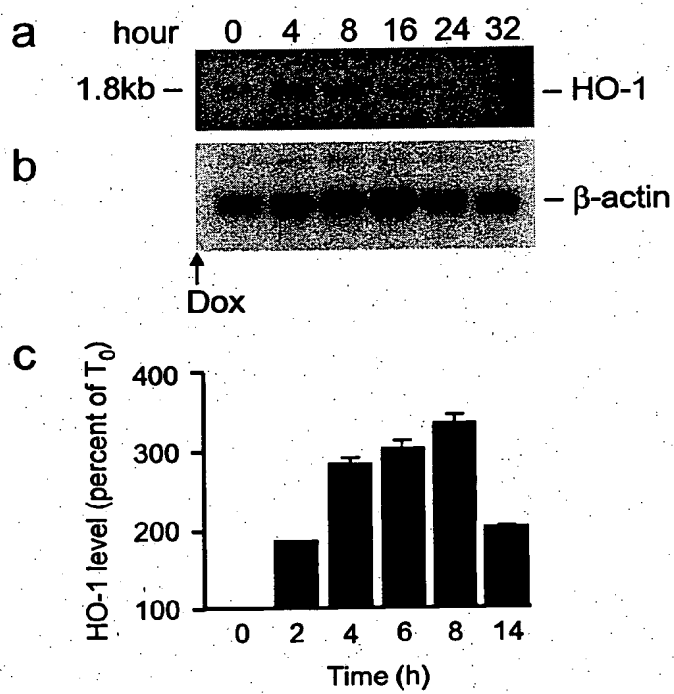 a hour 0 4 8 16 24 32
1.8kb – – HO-1
b
– β-actin
Dox
c
HO-1 level (percent of T0)
400
300
200
100
0 2 4 6 8 14
Time (h)